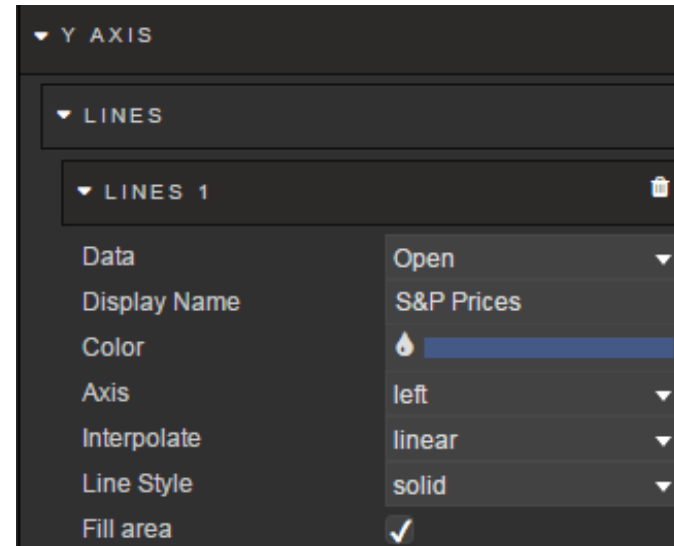 Y AXIS
LINES
LINES 1
Data Open
Display Name S&P Prices
Color
Axis left
Interpolate linear
Line Style solid
Fill area